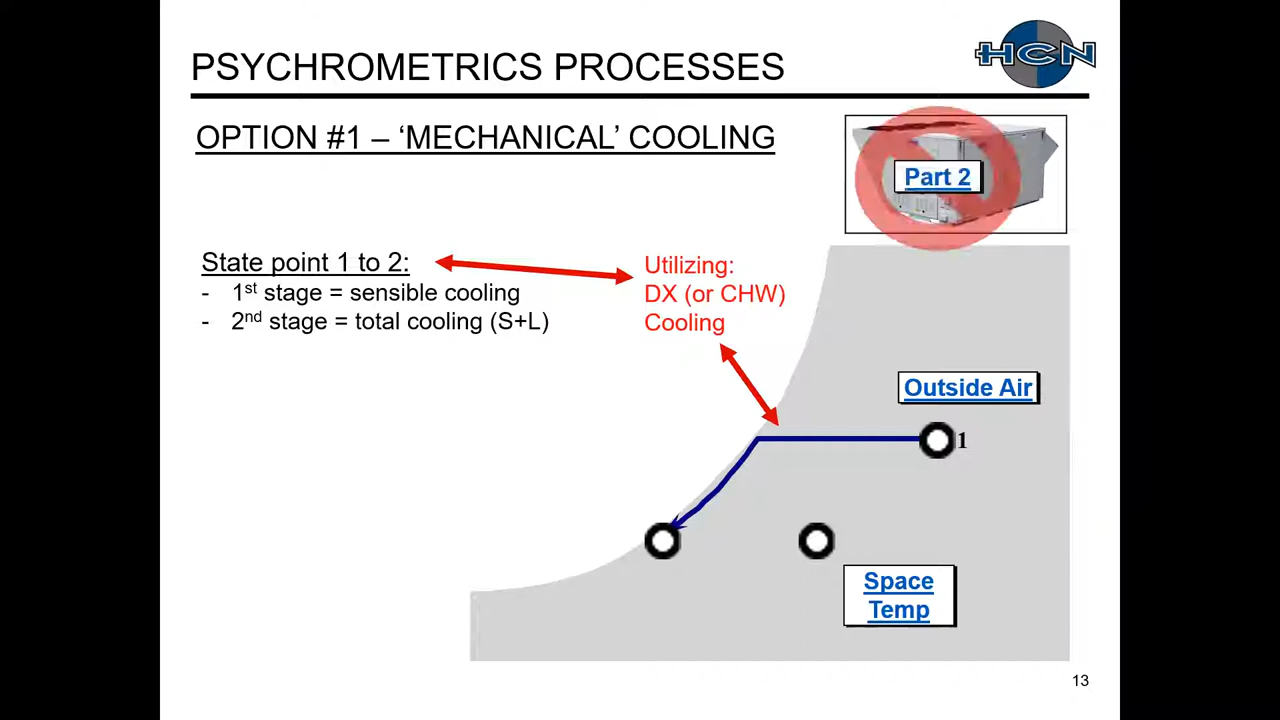 PSYCHROMETRICS PROCESSES
HCN
OPTION #1 – ‘MECHANICAL’ COOLING
Part 2
State point 1 to 2:
- 1st stage = sensible cooling
- 2nd stage = total cooling (S+L)
Utilizing:
DX (or CHW)
Cooling
Outside Air
1
Space
Temp
13